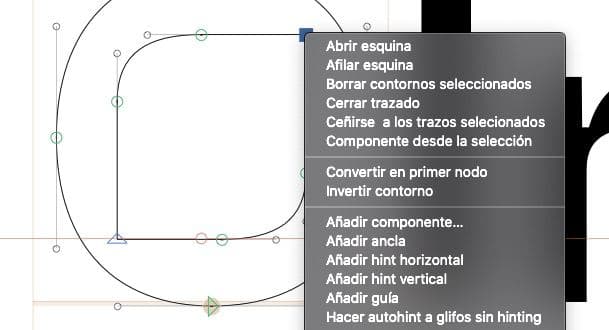 Abrir esquina
Afilar esquina
Borrar contornos seleccionados
Cerrar trazado
Ceñirse  a los trazos selecionados
Componente desde la selección
Convertir en primer nodo
Invertir contorno
Añadir componente...
Añadir ancla
Añadir hint horizontal
Añadir hint vertical
Añadir guía
Hacer autohint a glifos sin hinting